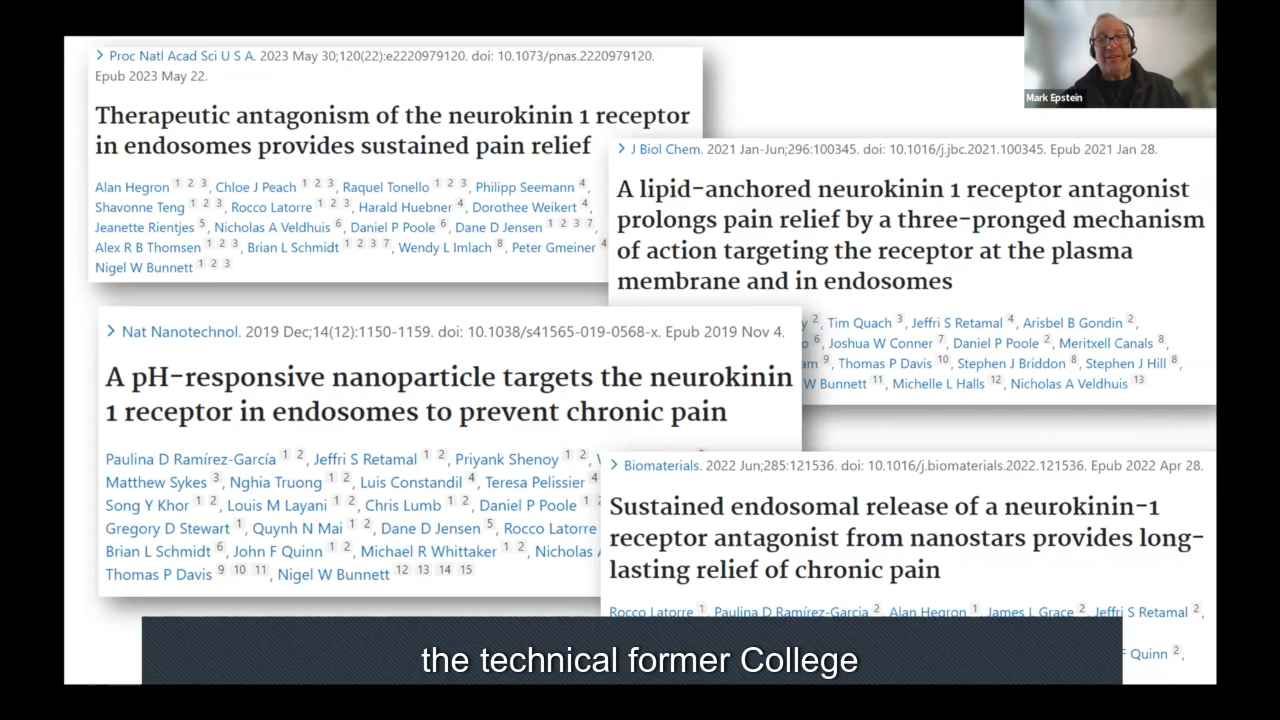 Proc Natl Acad Sci U S A. 2023 May 30;120(22):e2220979120. doi: 10.1073/pnas.2220979120.
Epub 2023 May 22.
Therapeutic antagonism of the neurokinin 1 receptor
in endosomes provides sustained pain relief
Alan Hegron 1 2 3, Chloe J Peach 1 2 3, Raquel Tonello 1 2 3, Philipp Seemann 4,
Shavonne Teng 1 2 3, Rocco Latorre 1 2 3, Harald Huebner 4, Dorothee Weikert 4,
Jeanette Rientjes 5, Nicholas A Veldhuis 6, Daniel P Poole 6, Dane D Jensen 1 2 3 7,
Alex R B Thomsen 1 2 3, Brian L Schmidt 1 2 3 7, Wendy L Imlach 8, Peter Gmeiner 4
Nigel W Bunnett 1 2 3
Mark Epstein
J Biol Chem. 2021 Jan-Jun;296:100345. doi: 10.1016/j.jbc.2021.100345. Epub 2021 Jan 28.
A lipid-anchored neurokinin 1 receptor antagonist
prolongs pain relief by a three-pronged mechanism
of action targeting the receptor at the plasma
membrane and in endosomes
y 2, Tim Quach 3, Jeffri S Retamal 4, Arisbel B Gondin 2,
o 6, Joshua W Conner 7, Daniel P Poole 2, Meritxell Canals 8,
am 9, Thomas P Davis 10, Stephen J Briddon 8, Stephen J Hill 8,
W Bunnett 11, Michelle L Halls 12, Nicholas A Veldhuis 13
Nat Nanotechnol. 2019 Dec;14(12):1150-1159. doi: 10.1038/s41565-019-0568-x. Epub 2019 Nov 4.
A pH-responsive nanoparticle targets the neurokinin
1 receptor in endosomes to prevent chronic pain
Paulina D Ramírez-García 1 2, Jeffri S Retamal 1 2, Priyank Shenoy 1 2,
Matthew Sykes 3, Nghia Truong 1 2, Luis Constandil 4, Teresa Pelissier 4
Song Y Khor 1 2, Louis M Layani 1 2, Chris Lumb 1 2, Daniel P Poole 1 2
Gregory D Stewart 1, Quynh N Mai 1 2, Dane D Jensen 5, Rocco Latorre
Brian L Schmidt 6, John F Quinn 1 2, Michael R Whittaker 1 2, Nicholas A
Thomas P Davis 9 10 11, Nigel W Bunnett 12 13 14 15
Biomaterials. 2022 Jun;285:121536. doi: 10.1016/j.biomaterials.2022.121536. Epub 2022 Apr 28.
Sustained endosomal release of a neurokinin-1
receptor antagonist from nanostars provides long-
lasting relief of chronic pain
Rocco Latorre 1, Paulina D Ramírez-Garcia 2, Alan Hegron 1, James L Grace 2, Jeffri S Retamal 2,
F Quinn 2,
the technical former College